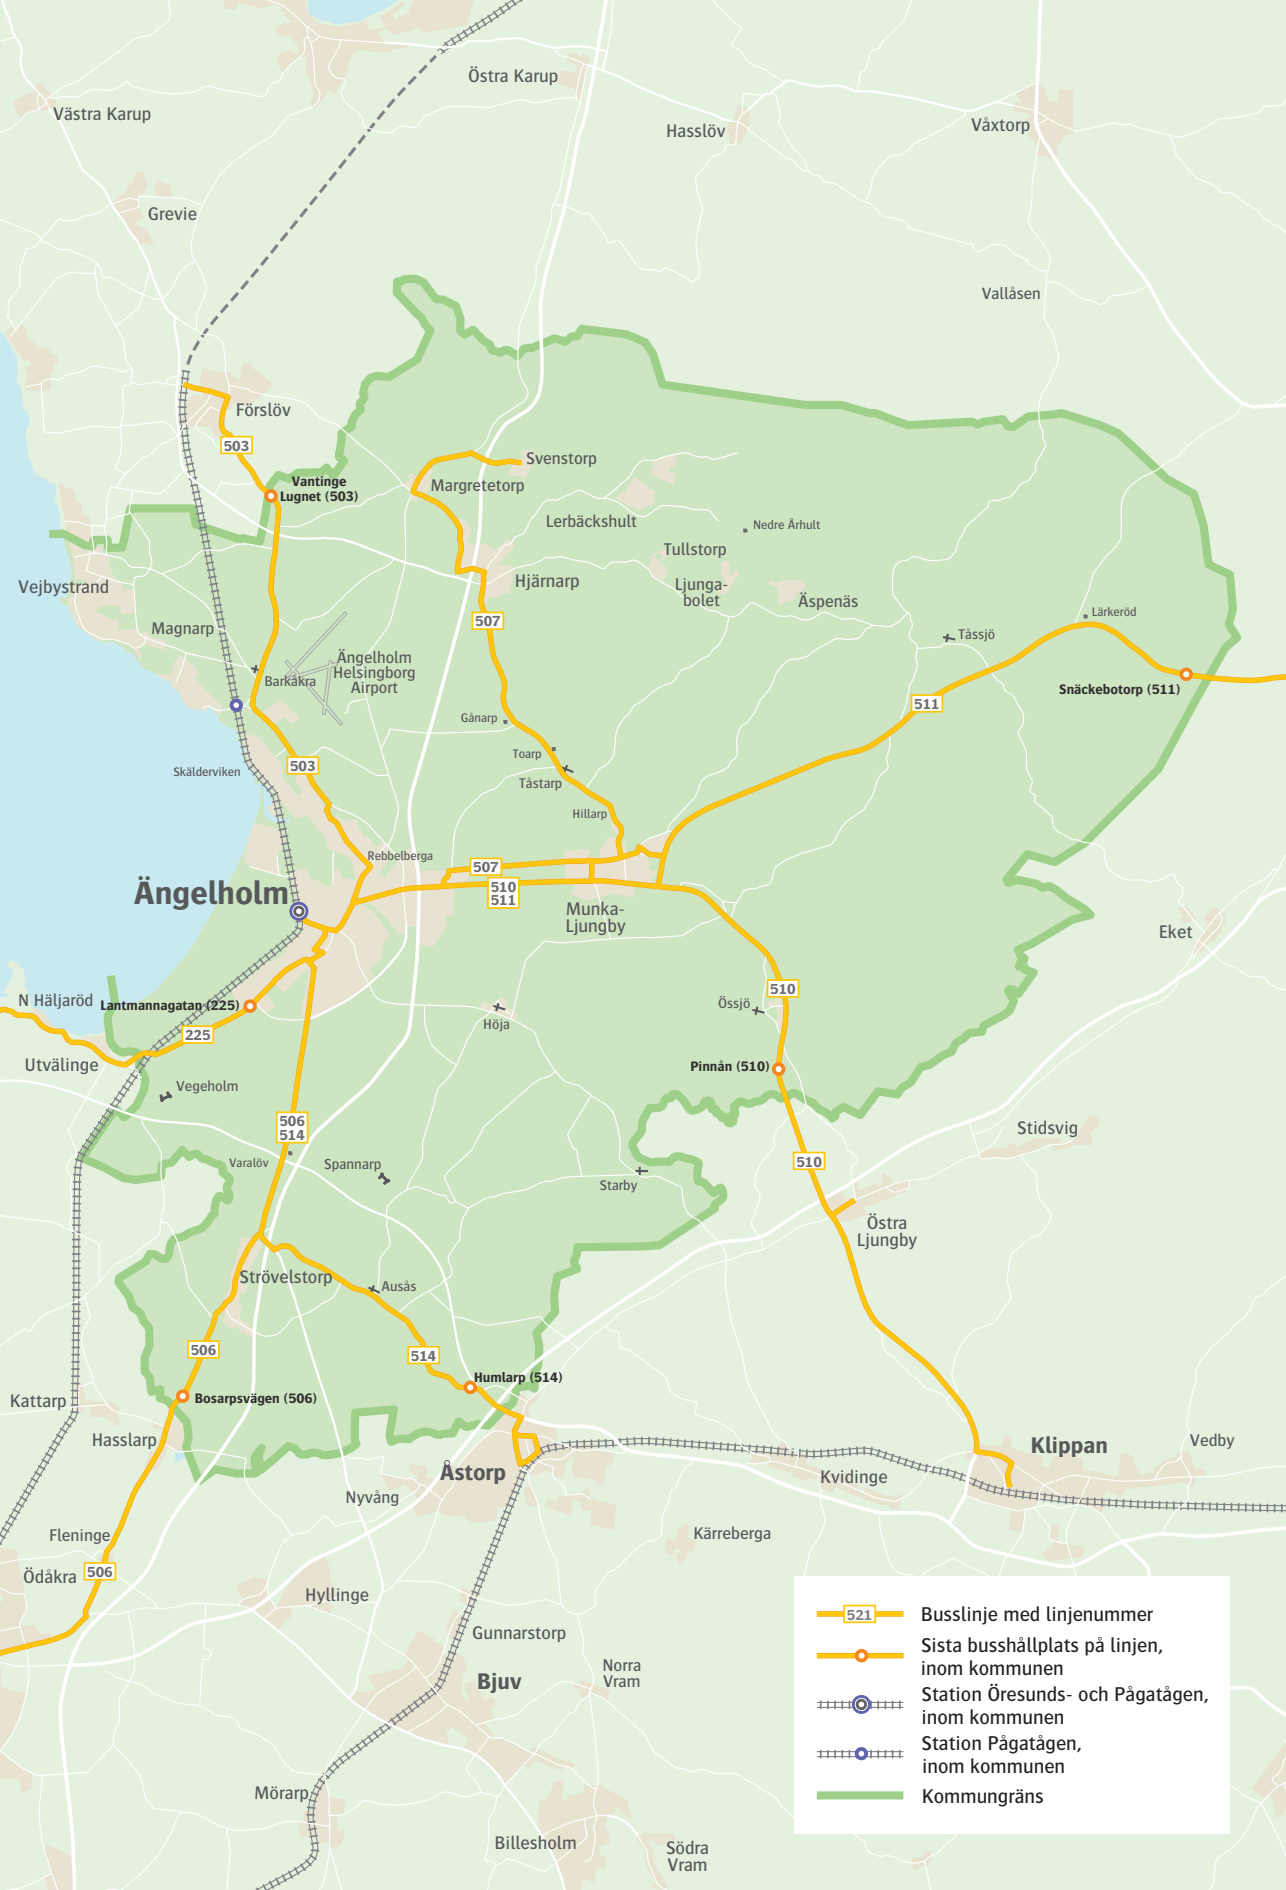 Östra Karup
Västra Karup
Hasslöv
Våxtorp
Grevie
Vallåsen
Förslöv
503
Svenstorp
Vantinge
Lugnet (503)
Margretetorp
Lerbäckshult
Nedre Århult
Tullstorp
Vejbystrand
Hjärnarp
Ljunga-
bolet
Äspenäs
Lärkeröd
507
Magnarp
Tåssjö
Ängelholm
Helsingborg
Airport
Barkåkra
Snäckebotorp (511)
511
Gånarp
Toarp
503
Skälderviken
Tåstarp
Hillarp
Rebbelberga
507
Ängelholm
510
511
Munka-
Ljungby
Eket
510
N Häljaröd
Lantmannagatan (225)
Össjö
Höja
225
Utvälinge
Pinnån (510)
Vegeholm
506
514
Stidsvig
Varalöv
Spannarp
510
Starby
Östra
Ljungby
Strövelstorp
Ausås
506
514
Humlarp (514)
Kattarp
Bosarpsvägen (506)
Hasslarp
Klippan
Vedby
Åstorp
Kvidinge
Nyvång
Fleninge
Kärreberga
506
Ödåkra
Hyllinge
521
Busslinje med linjenummer
Gunnarstorp
Sista busshållplats på linjen,
inom kommunen
Norra
Vram
Bjuv
Station Öresunds- och Pågatågen,
inom kommunen
Station Pågatågen,
inom kommunen
Mörarp
Kommungräns
Billesholm
Södra
Vram